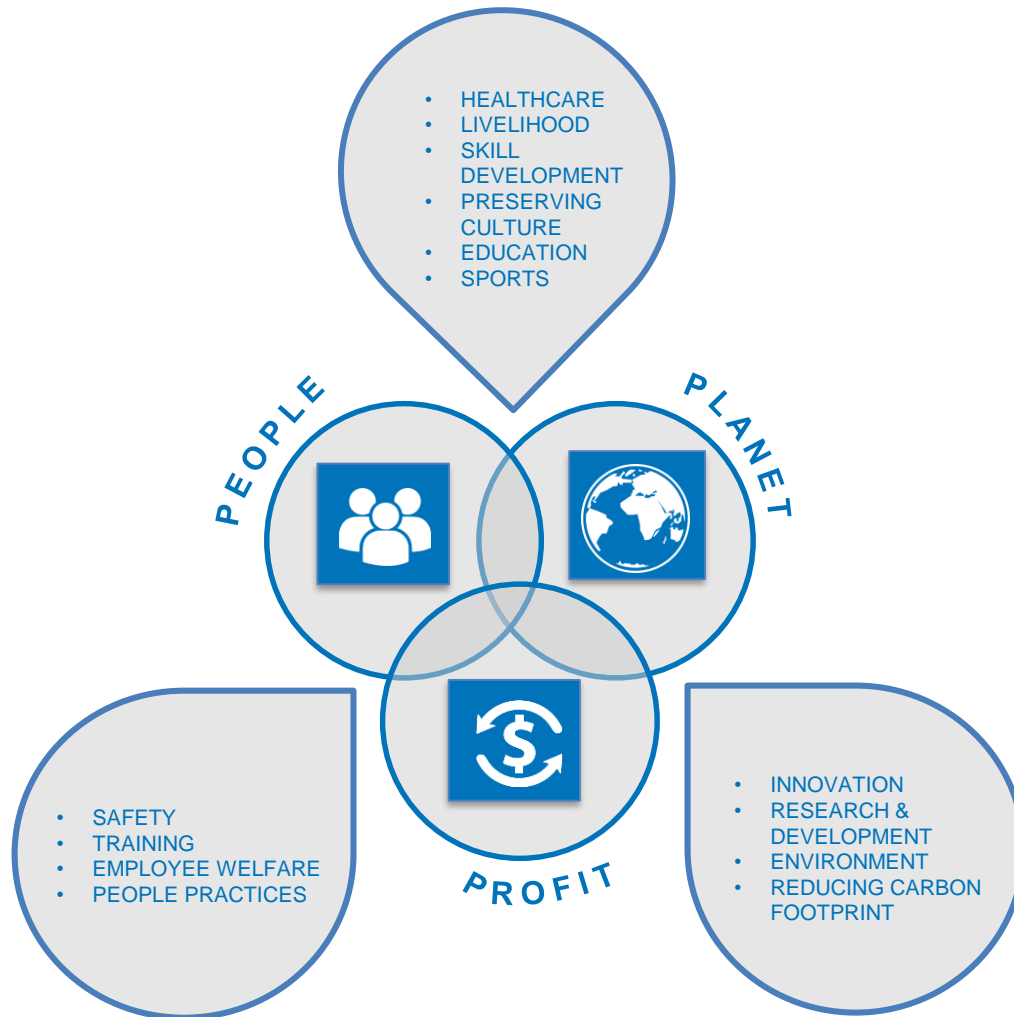 • HEALTHCARE
• LIVELIHOOD
• SKILL
DEVELOPMENT
• PRESERVING
CULTURE
• EDUCATION
• SPORTS
PEOPLE
PLANET
$
PROFIT
• SAFETY
• TRAINING
• EMPLOYEE WELFARE
• PEOPLE PRACTICES
• INNOVATION
• RESEARCH &
DEVELOPMENT
• ENVIRONMENT
• REDUCING CARBON
FOOTPRINT